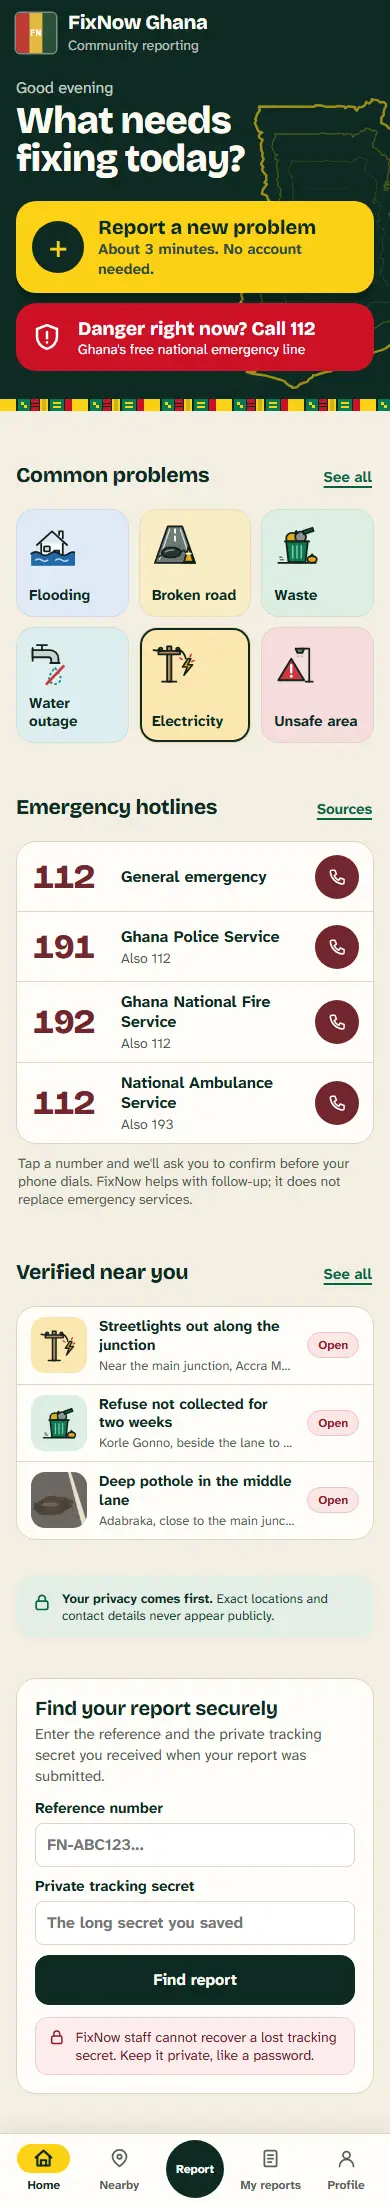 FN
FixNow Ghana
Community reporting
Good evening
What needs
fixing today?
Report a new problem
About 3 minutes. No account
needed.
Danger right now? Call 112
Ghana's free national emergency line
Common problems
See all
Flooding
Broken road
Waste
Water
outage
Electricity
Unsafe area
Emergency hotlines
Sources
112
General emergency
191
Ghana Police Service
Also 112
192
Ghana National Fire
Service
Also 112
112
National Ambulance
Service
Also 193
Tap a number and we'll ask you to confirm before your
phone dials. FixNow helps with follow-up; it does not
replace emergency services.
Verified near you
See all
Streetlights out along the
junction
Near the main junction, Accra M...
Open
Refuse not collected for
two weeks
Korle Gonno, beside the lane to ...
Open
Deep pothole in the middle
lane
Adabraka, close to the main junc...
Open
Your privacy comes first. Exact locations and
contact details never appear publicly.
Find your report securely
Enter the reference and the private tracking
secret you received when your report was
submitted.
Reference number
FN-ABC123...
Private tracking secret
The long secret you saved
Find report
FixNow staff cannot recover a lost tracking
secret. Keep it private, like a password.
Home
Nearby
Report
My reports
Profile